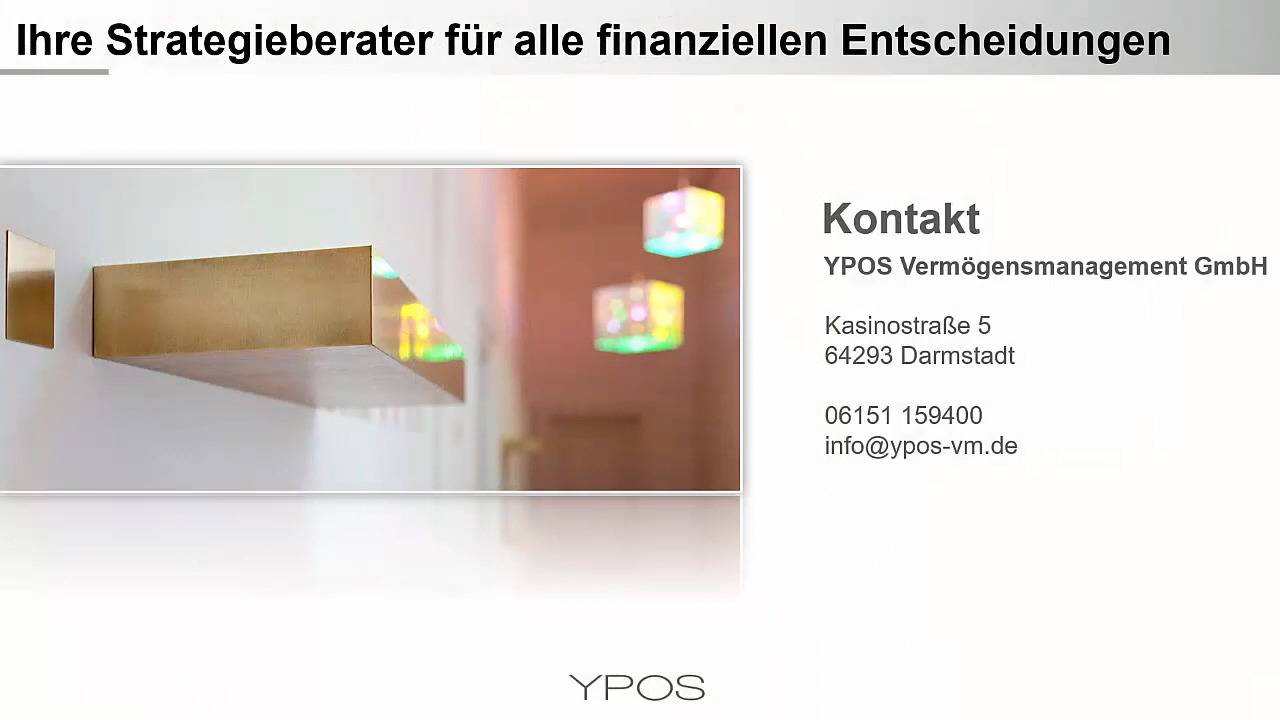 Ihre Strategieberater für alle finanziellen Entscheidungen
Kontakt
YPOS Vermögensmanagement GmbH
Kasinostraße 5
64293 Darmstadt
06151 159400
info@ypos-vm.de
YPOS